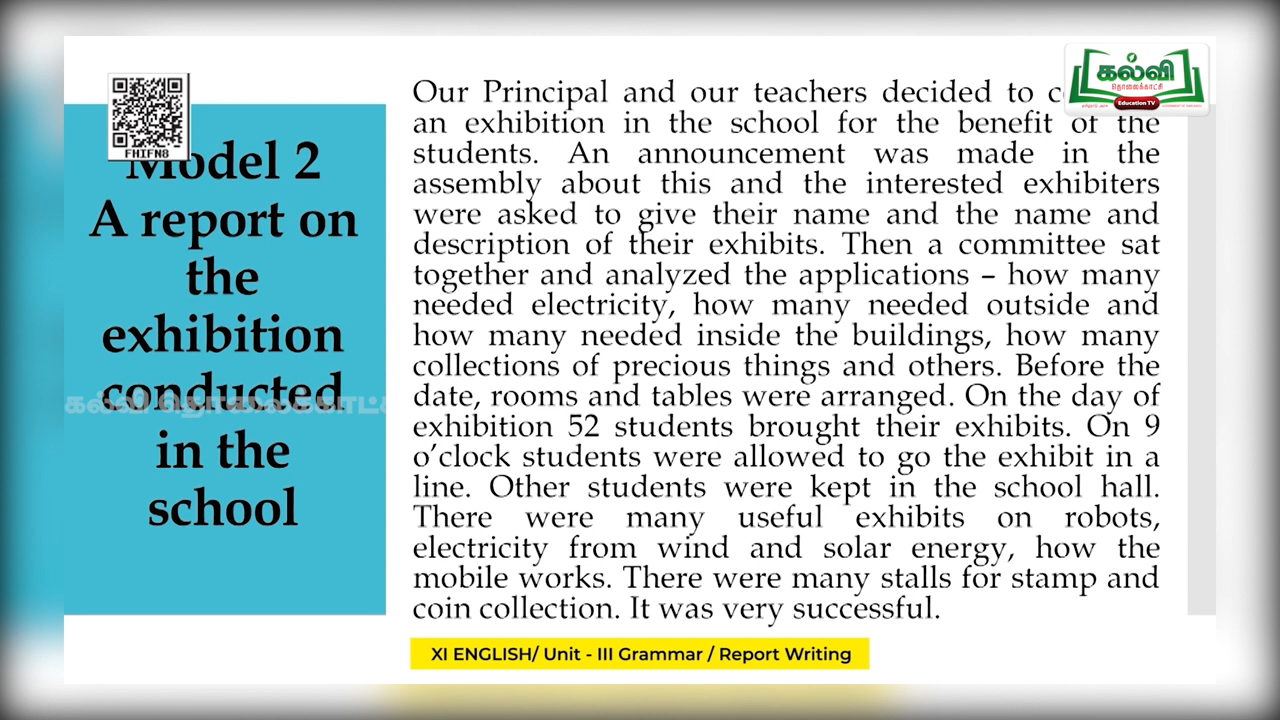 கல்வி
தொலைக்காட்சி
Education TV
FHIFN8
Model 2
A report on
the
exhibition
conducted
in the
school
கல்வி தொலைக்காட்சி
Our Principal and our teachers decided to
an exhibition in the school for the benefit of the
students. An announcement was made in the
assembly about this and the interested exhibiters
were asked to give their name and the name and
description of their exhibits. Then a committee sat
together and analyzed the applications – how many
needed electricity, how many needed outside and
how many needed inside the buildings, how many
collections of precious things and others. Before the
date, rooms and tables were arranged. On the day of
exhibition 52 students brought their exhibits. On 9
o’clock students were allowed to go the exhibit in a
line. Other students were kept in the school hall.
There were many useful exhibits on robots,
electricity from wind and solar energy, how the
mobile works. There were many stalls for stamp and
coin collection. It was very successful.
XI ENGLISH/ Unit - III Grammar / Report Writing